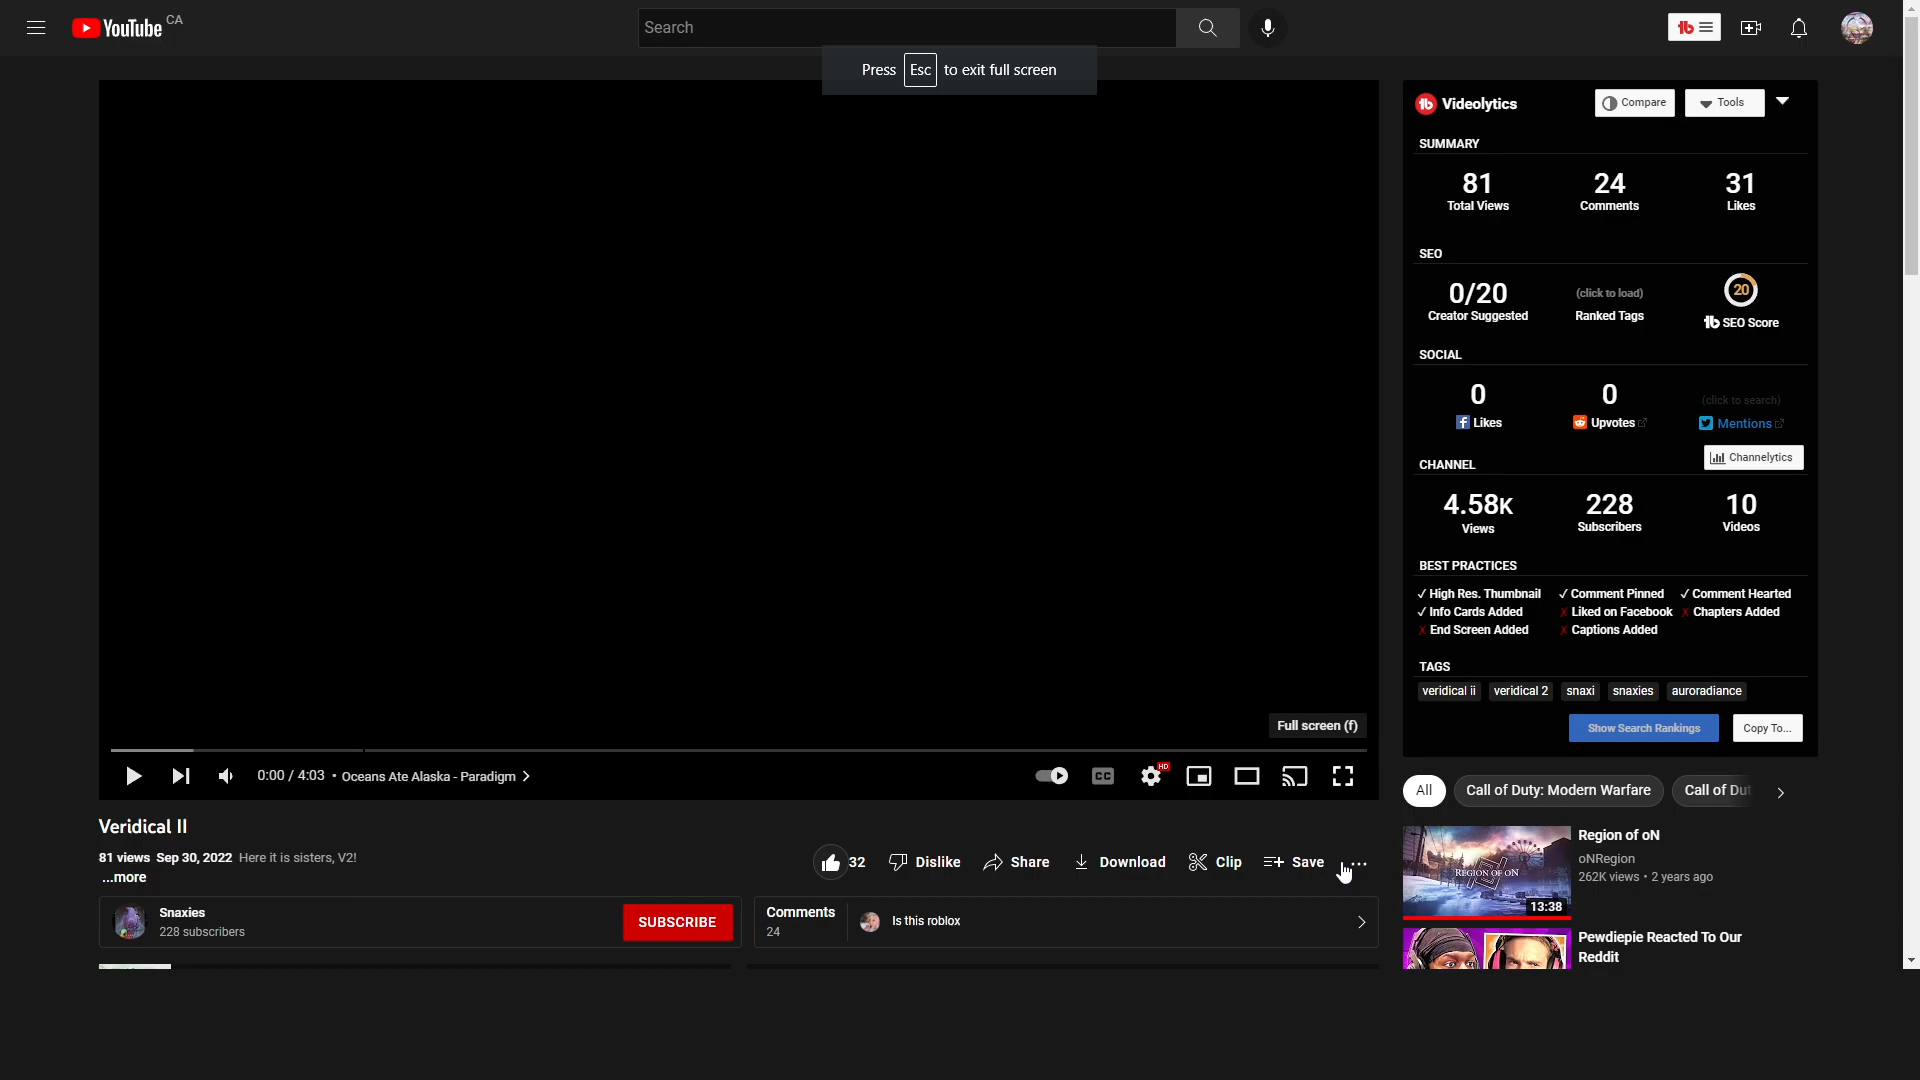 YouTube CA
Search
Press Esc to exit full screen
Videolytics
Compare
Tools
SUMMARY
81 24 31
Total Views Comments Likes
SEO
0/20 (click to load) 20
Creator Suggested Ranked Tags SEO Score
SOCIAL
0 0 (click to search)
Likes Upvotes Mentions
CHANNEL
Channelytics
4.58K 228 10
Views Subscribers Videos
BEST PRACTICES
✓ High Res. Thumbnail ✓ Comment Pinned ✓ Comment Hearted
✓ Info Cards Added X Liked on Facebook X Chapters Added
X End Screen Added X Captions Added
TAGS
veridical ii veridical 2 snaxi snaxies auroradiance
Show Search Rankings Copy To...
Full screen (f)
0:00 / 4:03 • Oceans Ate Alaska - Paradigm
CC
HD
Veridical II
81 views Sep 30, 2022 Here it is sisters, V2!
...more
32 Dislike Share Download Clip Save ...
Snaxies
228 subscribers
SUBSCRIBE
Comments
24
Is this roblox
All Call of Duty: Modern Warfare Call of Dut
REGION OF ON
13:38
Region of oN
oNRegion
262K views • 2 years ago
Pewdiepie Reacted To Our
Reddit